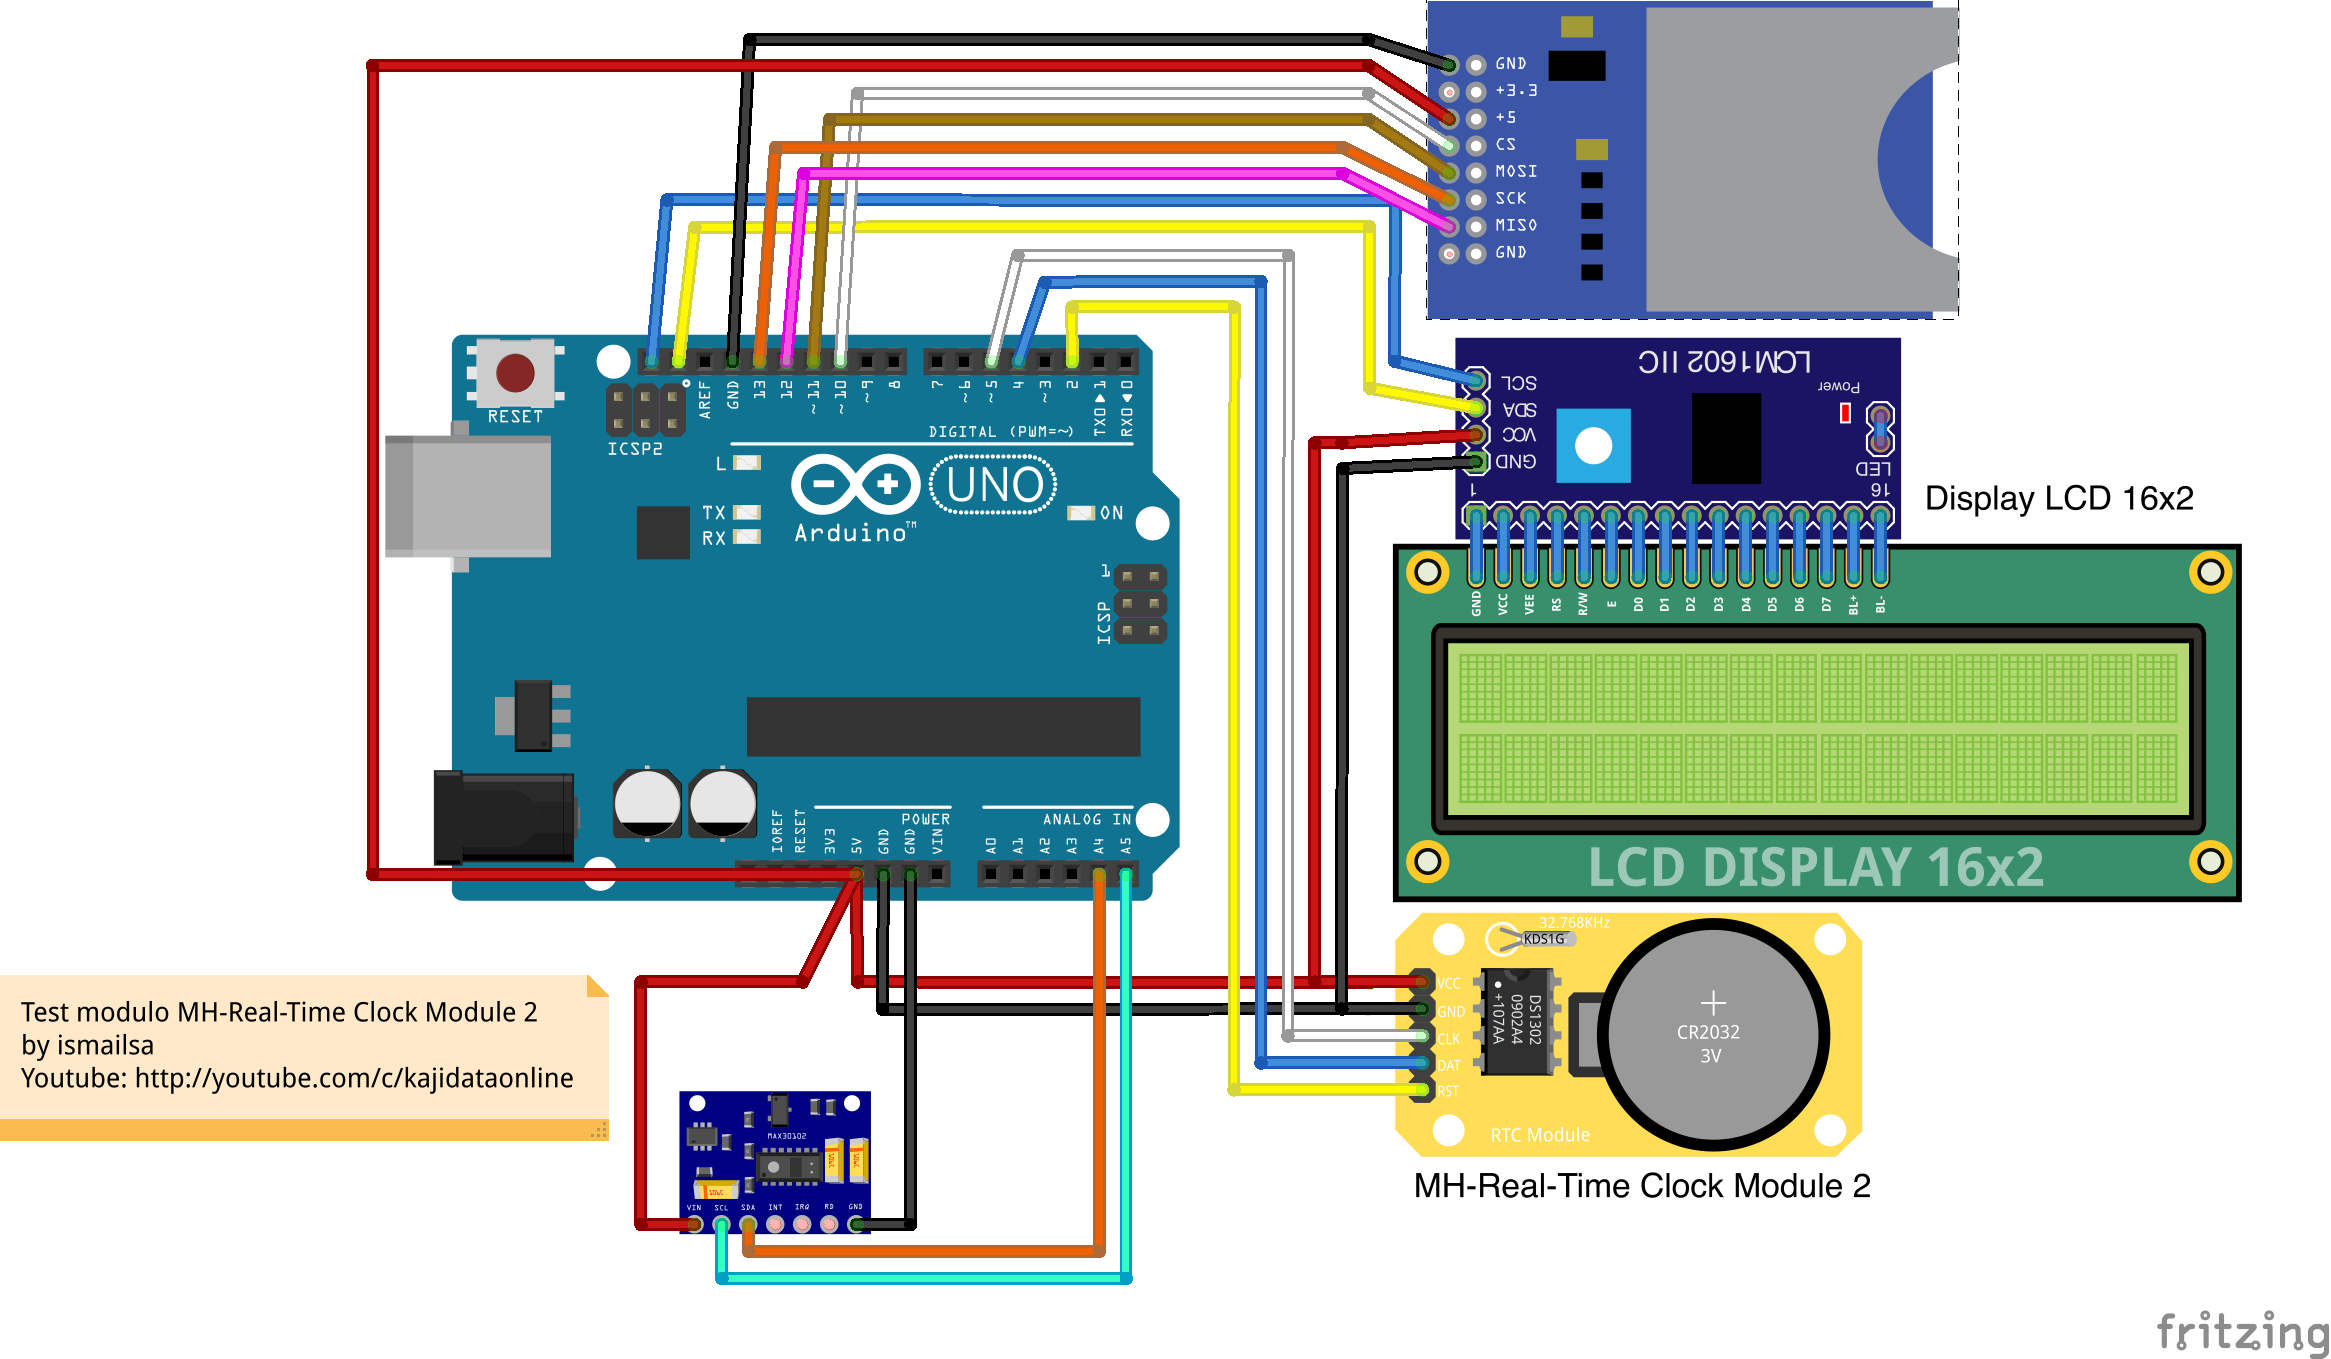 GND
+3.3
+5
CS
MOSI
SCK
MISO
GND
LCM1602 IIC
SCL
SDA
VCC
GND
Power
LED
1
16
Display LCD 16x2
GND VCC VEE RS R/W E D0 D1 D2 D3 D4 D5 D6 D7 BL+ BL-
LCD DISPLAY 16x2
RESET
ICSP2
AREF GND 13 12 ~11 ~10 ~9 8 7 ~6 ~5 4 ~3 2 TX0▶1 RX0◀0
DIGITAL (PWM=~)
L
TX
RX
Arduino™
UNO
ON
1
ICSP
POWER
ANALOG IN
IOREF RESET 3V3 5V GND GND VIN A0 A1 A2 A3 A4 A5
32.768KHz
KDS1G
VCC
GND
CLK
DAT
RST
DS1302
0902A4
+107AA
CR2032
3V
RTC Module
MH-Real-Time Clock Module 2
Test modulo MH-Real-Time Clock Module 2
by ismailsa
Youtube: http://youtube.com/c/kajidataonline
MAX30102
VIN SCL SDA INT IRQ RD GND
fritzing